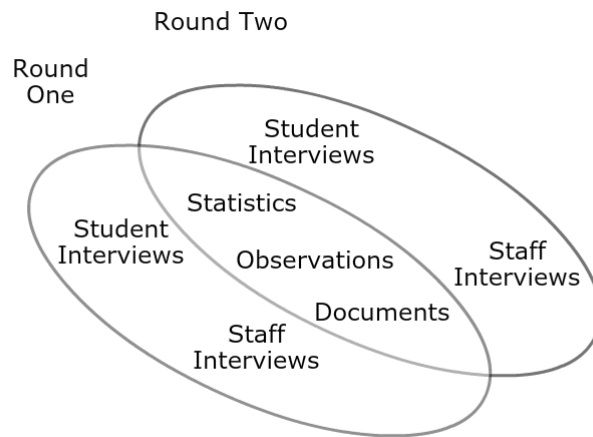 Round Two
Round
One
Student
Interviews
Statistics
Student
Interviews
Observations
Staff
Interviews
Documents
Staff
Interviews